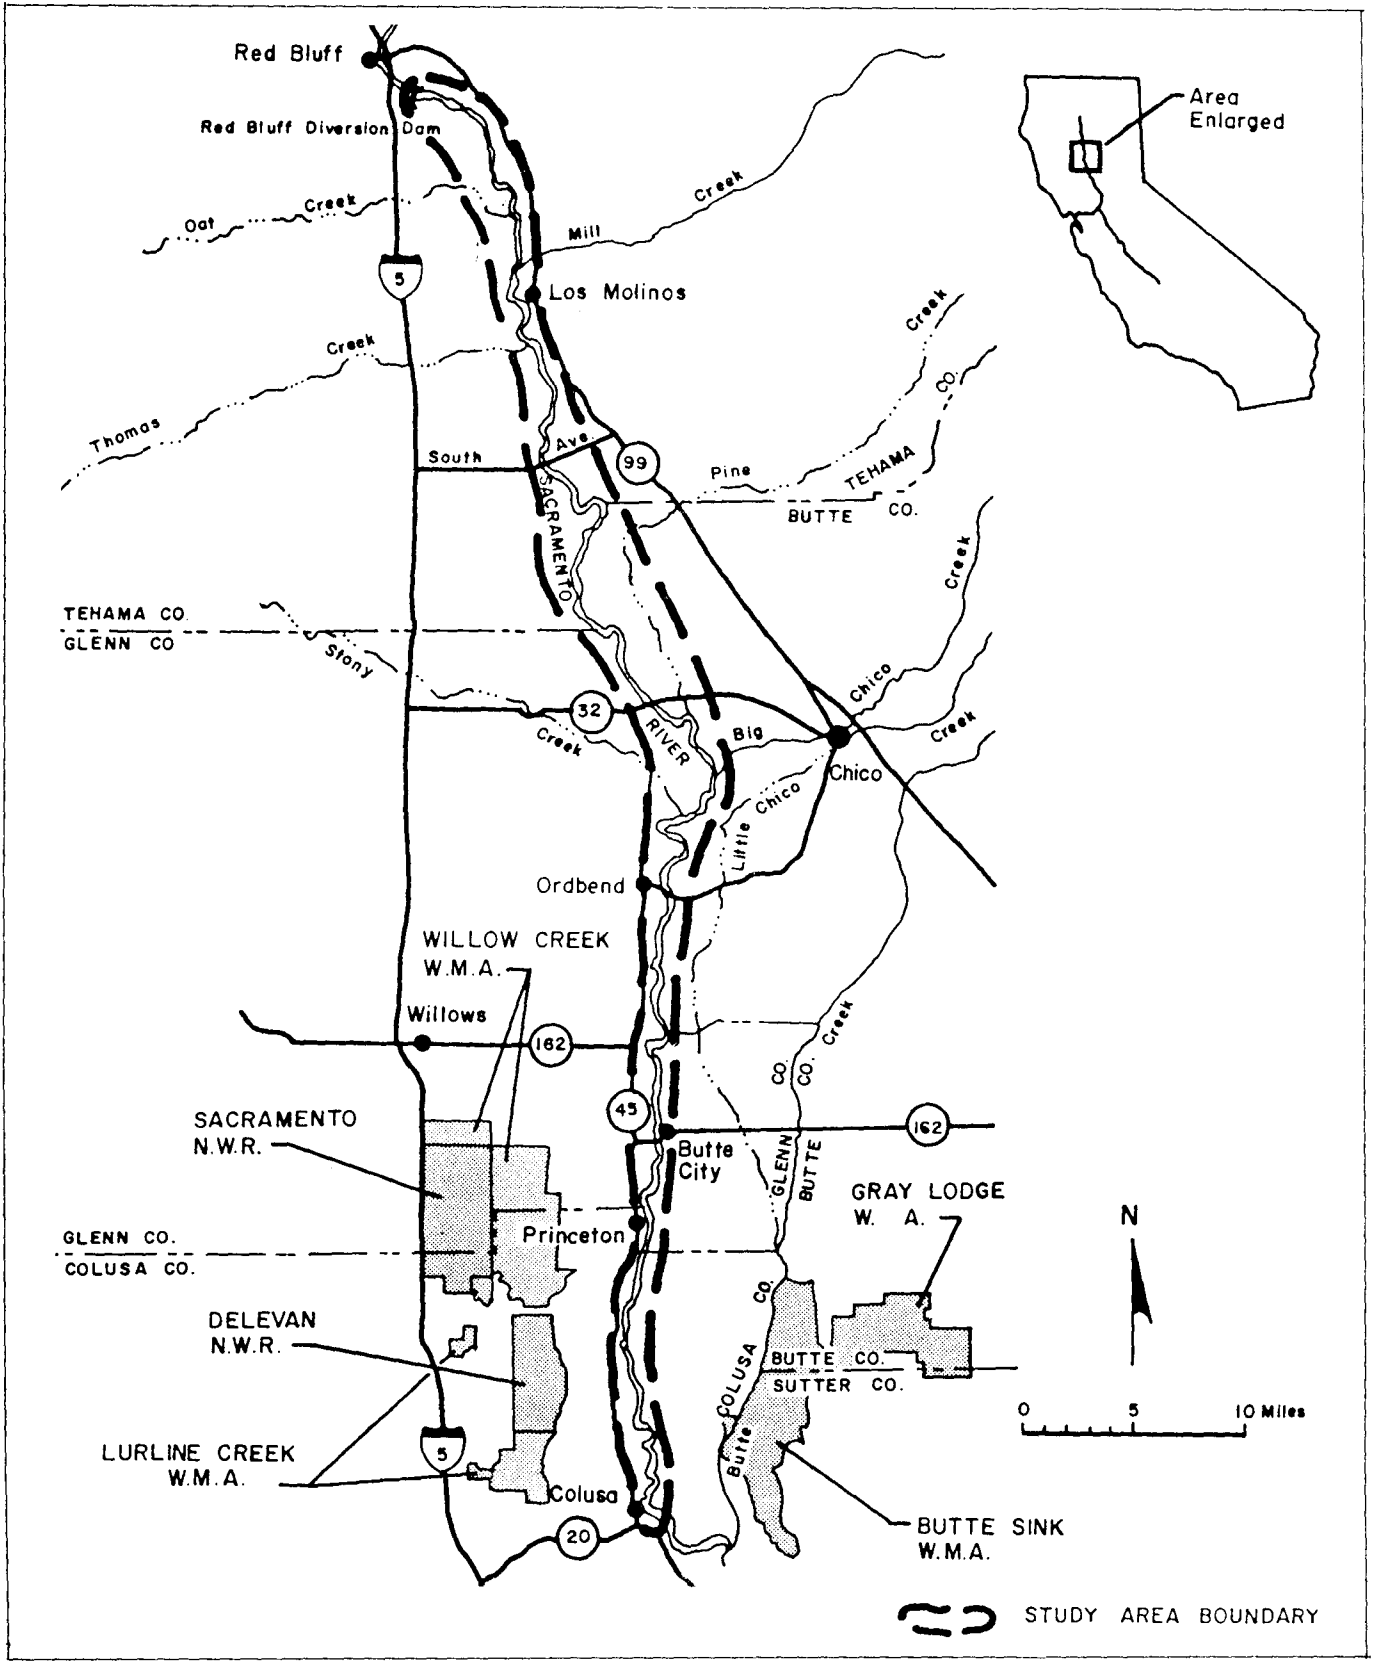 Red Bluff
Area
Enlarged
Red Bluff Diversion Dam
Oat Creek
Mill Creek
5
Los Molinos
Creek
Thomas Creek
CO.
South Ave.
99
Pine
TEHAMA
SACRAMENTO
BUTTE CO.
Creek
TEHAMA CO.
GLENN CO
Stony
Chico
32
RIVER
Big
Creek
Creek
Chico
Little Chico
Ordbend
WILLOW CREEK
W.M.A.
Willows
Creek
162
CO.
CO.
45
SACRAMENTO
N.W.R.
162
Butte
City
GLENN
BUTTE
GRAY LODGE
W. A.
N
Princeton
GLENN CO.
COLUSA CO.
CO.
DELEVAN
N.W.R.
BUTTE CO.
SUTTER CO.
COLUSA
Butte
0 5 10 Miles
5
LURLINE CREEK
W.M.A.
Colusa
20
BUTTE SINK
W.M.A.
STUDY AREA BOUNDARY